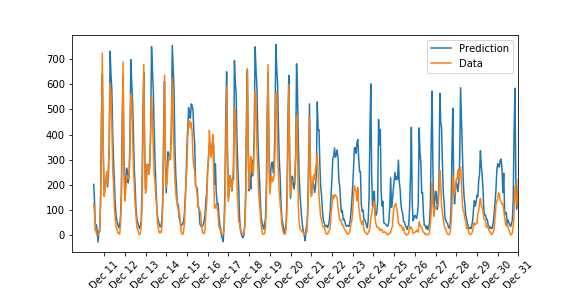 Prediction
Data
700
600
500
400
300
200
100
0
Dec 11
Dec 12
Dec 13
Dec 14
Dec 15
Dec 16
Dec 17
Dec 18
Dec 19
Dec 20
Dec 21
Dec 22
Dec 23
Dec 24
Dec 25
Dec 26
Dec 27
Dec 28
Dec 29
Dec 30
Dec 31